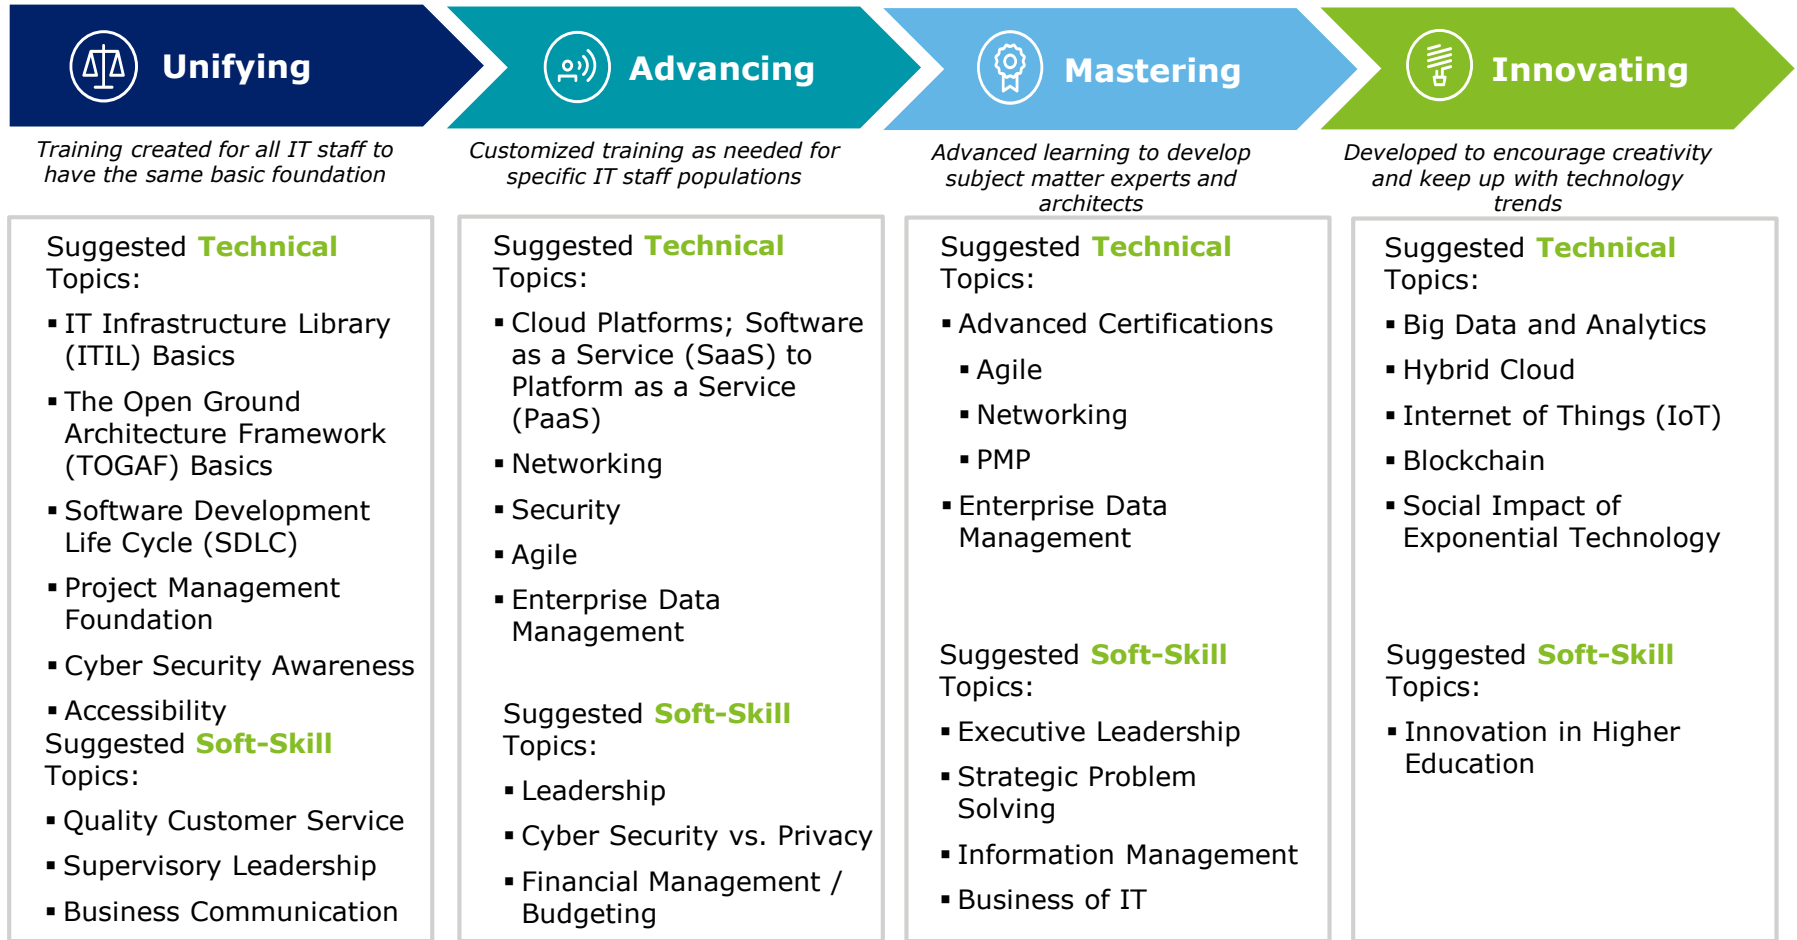 Unifying
Training created for all IT staff to
have the same basic foundation
Suggested Technical
Topics:
▪ IT Infrastructure Library
(ITIL) Basics
▪ The Open Ground
Architecture Framework
(TOGAF) Basics
▪ Software Development
Life Cycle (SDLC)
▪ Project Management
Foundation
▪ Cyber Security Awareness
▪ Accessibility
Suggested Soft-Skill
Topics:
▪ Quality Customer Service
▪ Supervisory Leadership
▪ Business Communication
Advancing
Customized training as needed for
specific IT staff populations
Suggested Technical
Topics:
▪ Cloud Platforms; Software
as a Service (SaaS) to
Platform as a Service
(PaaS)
▪ Networking
▪ Security
▪ Agile
▪ Enterprise Data
Management
Suggested Soft-Skill
Topics:
▪ Leadership
▪ Cyber Security vs. Privacy
▪ Financial Management /
Budgeting
Mastering
Advanced learning to develop
subject matter experts and
architects
Suggested Technical
Topics:
▪ Advanced Certifications
▪ Agile
▪ Networking
▪ PMP
▪ Enterprise Data
Management
Suggested Soft-Skill
Topics:
▪ Executive Leadership
▪ Strategic Problem
Solving
▪ Information Management
▪ Business of IT
Innovating
Developed to encourage creativity
and keep up with technology
trends
Suggested Technical
Topics:
▪ Big Data and Analytics
▪ Hybrid Cloud
▪ Internet of Things (IoT)
▪ Blockchain
▪ Social Impact of
Exponential Technology
Suggested Soft-Skill
Topics:
▪ Innovation in Higher
Education